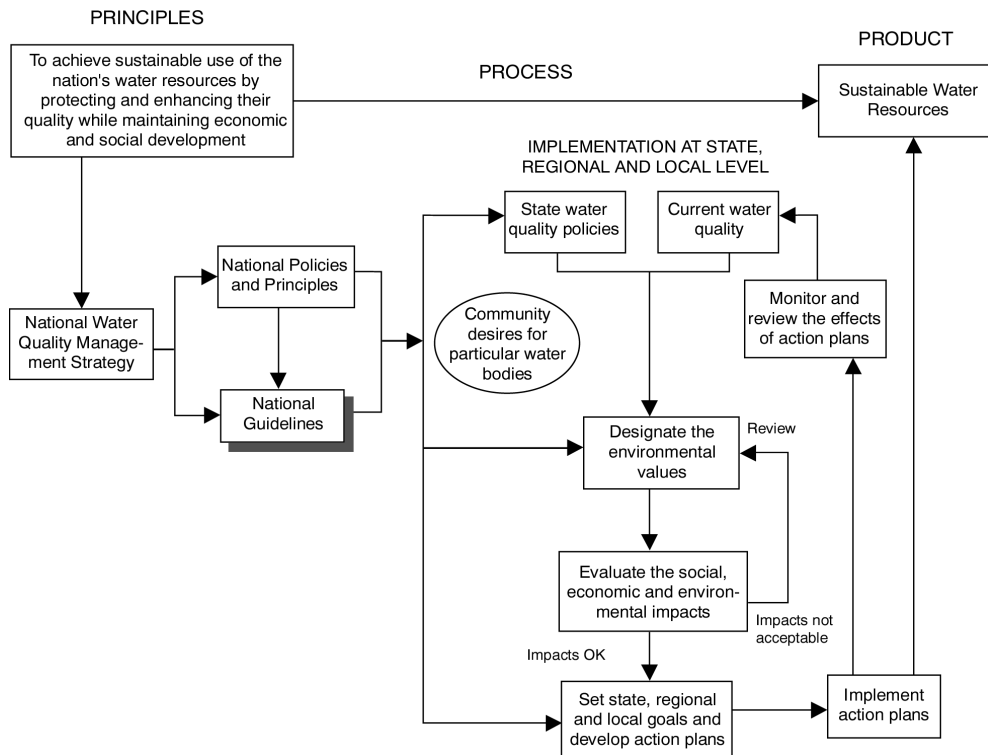 PRINCIPLES
To achieve sustainable use of the
nation's water resources by
protecting and enhancing their
quality while maintaining economic
and social development
PROCESS
PRODUCT
Sustainable Water
Resources
IMPLEMENTATION AT STATE,
REGIONAL AND LOCAL LEVEL
State water
quality policies
Current water
quality
National Policies
and Principles
National Water
Quality Manage-
ment Strategy
National
Guidelines
Community
desires for
particular water
bodies
Monitor and
review the effects
of action plans
Designate the
environmental
values
Review
Evaluate the social,
economic and environ-
mental impacts
Impacts not
acceptable
Impacts OK
Set state, regional
and local goals and
develop action plans
Implement
action plans